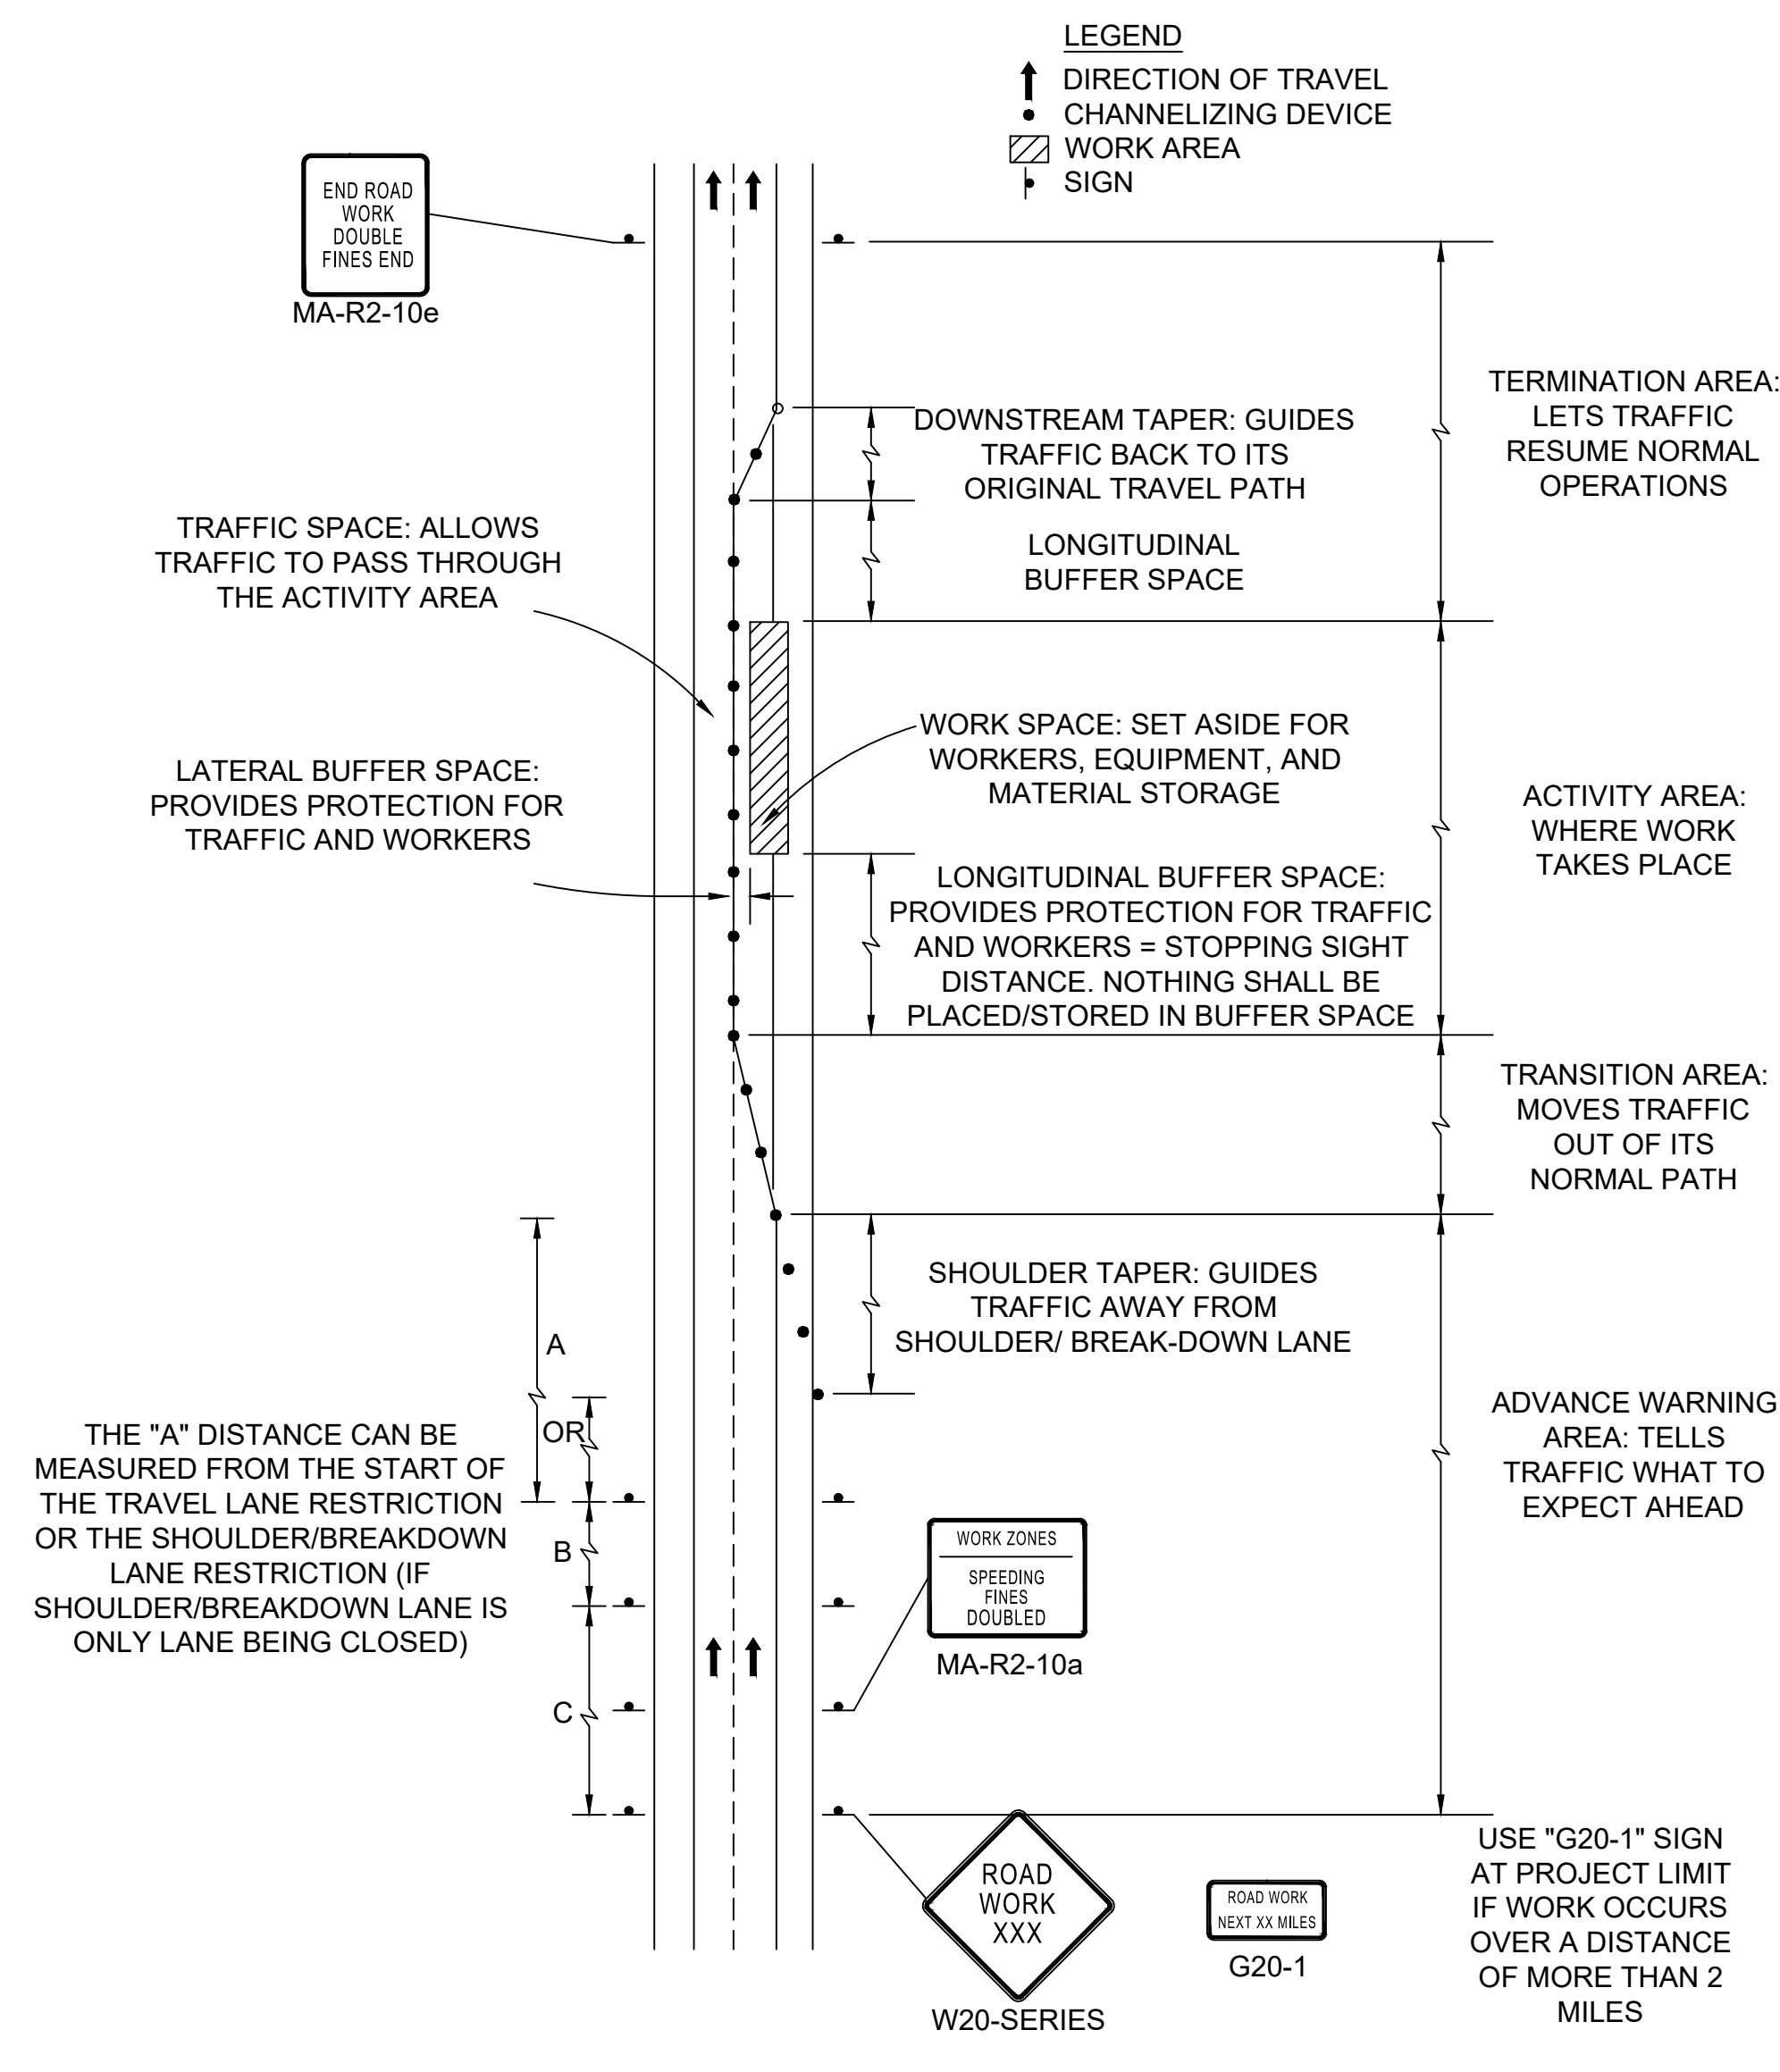 LEGEND
DIRECTION OF TRAVEL
CHANNELIZING DEVICE
WORK AREA
SIGN
END ROAD
WORK
DOUBLE
FINES END
MA-R2-10e
TERMINATION AREA:
LETS TRAFFIC
RESUME NORMAL
OPERATIONS
DOWNSTREAM TAPER: GUIDES
TRAFFIC BACK TO ITS
ORIGINAL TRAVEL PATH
TRAFFIC SPACE: ALLOWS
TRAFFIC TO PASS THROUGH
THE ACTIVITY AREA
LONGITUDINAL
BUFFER SPACE
WORK SPACE: SET ASIDE FOR
WORKERS, EQUIPMENT, AND
MATERIAL STORAGE
LATERAL BUFFER SPACE:
PROVIDES PROTECTION FOR
TRAFFIC AND WORKERS
ACTIVITY AREA:
WHERE WORK
TAKES PLACE
LONGITUDINAL BUFFER SPACE:
PROVIDES PROTECTION FOR TRAFFIC
AND WORKERS = STOPPING SIGHT
DISTANCE. NOTHING SHALL BE
PLACED/STORED IN BUFFER SPACE
TRANSITION AREA:
MOVES TRAFFIC
OUT OF ITS
NORMAL PATH
SHOULDER TAPER: GUIDES
TRAFFIC AWAY FROM
SHOULDER/ BREAK-DOWN LANE
A
OR
B
C
THE "A" DISTANCE CAN BE
MEASURED FROM THE START OF
THE TRAVEL LANE RESTRICTION
OR THE SHOULDER/BREAKDOWN
LANE RESTRICTION (IF
SHOULDER/BREAKDOWN LANE IS
ONLY LANE BEING CLOSED)
ADVANCE WARNING
AREA: TELLS
TRAFFIC WHAT TO
EXPECT AHEAD
WORK ZONES
SPEEDING
FINES
DOUBLED
MA-R2-10a
ROAD
WORK
XXX
W20-SERIES
ROAD WORK
NEXT XX MILES
G20-1
USE "G20-1" SIGN
AT PROJECT LIMIT
IF WORK OCCURS
OVER A DISTANCE
OF MORE THAN 2
MILES